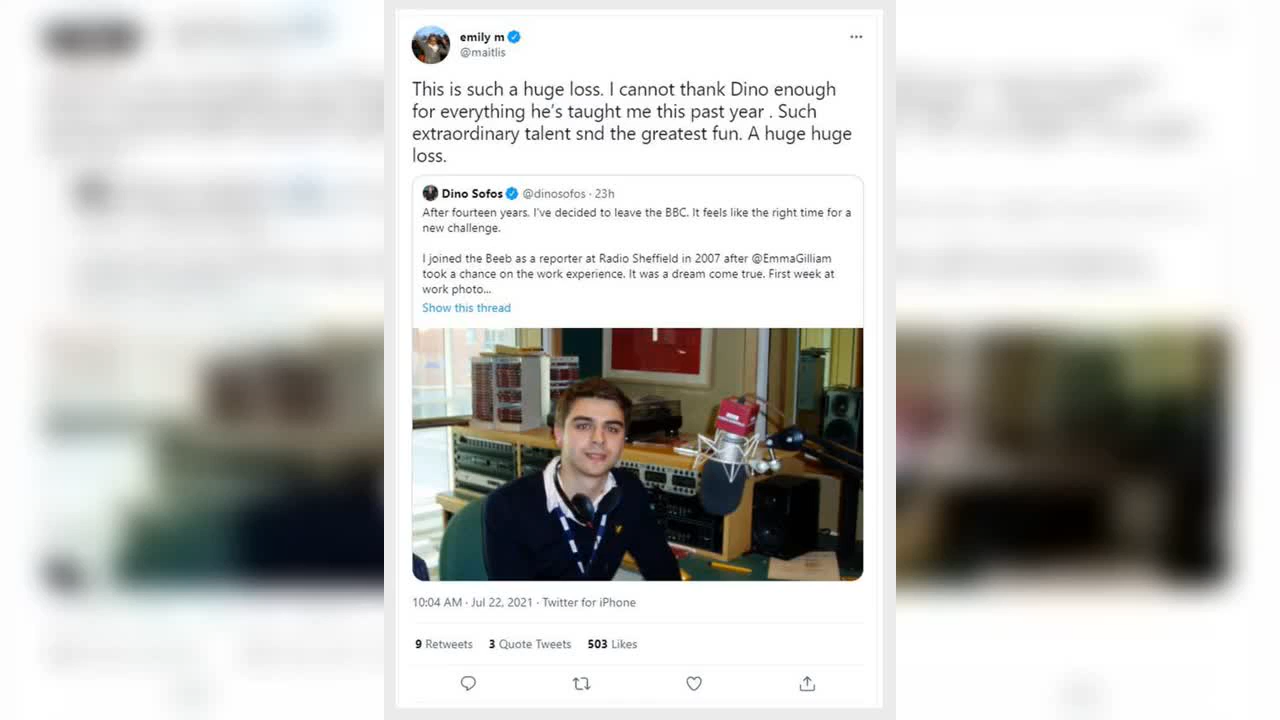 emily m
@maitlis
This is such a huge loss. I cannot thank Dino enough
for everything he's taught me this past year . Such
extraordinary talent snd the greatest fun. A huge huge
loss.
Dino Sofos @dinosofos · 23h
After fourteen years. I've decided to leave the BBC. It feels like the right time for a
new challenge.
I joined the Beeb as a reporter at Radio Sheffield in 2007 after @EmmaGilliam
took a chance on the work experience. It was a dream come true. First week at
work photo...
Show this thread
10:04 AM · Jul 22, 2021 · Twitter for iPhone
9 Retweets 3 Quote Tweets 503 Likes